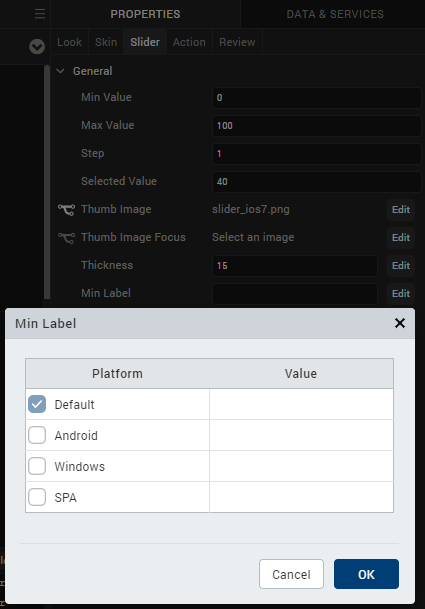 PROPERTIES DATA & SERVICES
Look Skin Slider Action Review
General
Min Value 0
Max Value 100
Step 1
Selected Value 40
Thumb Image slider_ios7.png Edit
Thumb Image Focus Select an image Edit
Thickness 15 Edit
Min Label Edit
Min Label
Platform Value
Default
Android
Windows
SPA
Cancel OK